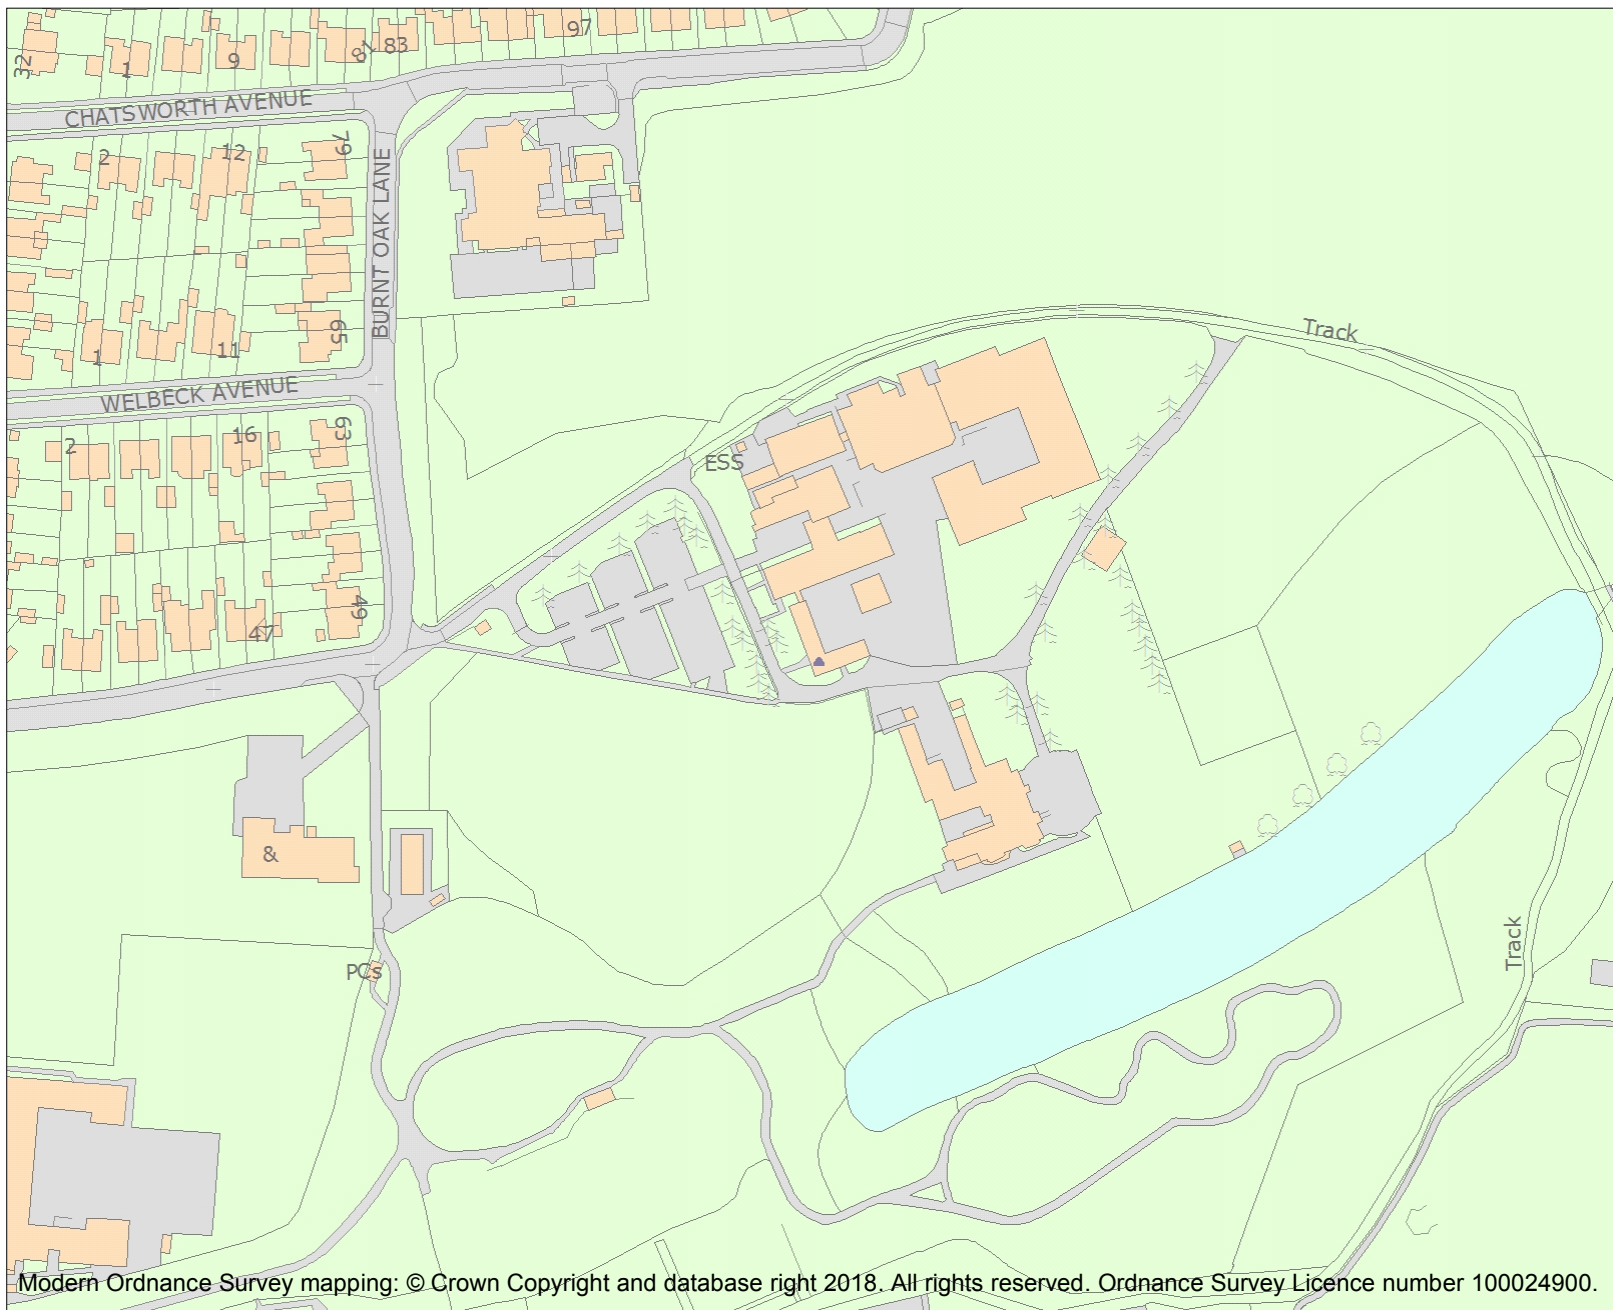 97
83
81
32
1
9
CHATSWORTH AVENUE
79
2
12
BURNT OAK LANE
65
Track
1
11
WELBECK AVENUE
63
2
16
ESS
49
47
&
Track
PCs
Modern Ordnance Survey mapping: © Crown Copyright and database right 2018. All rights reserved. Ordnance Survey Licence number 100024900.